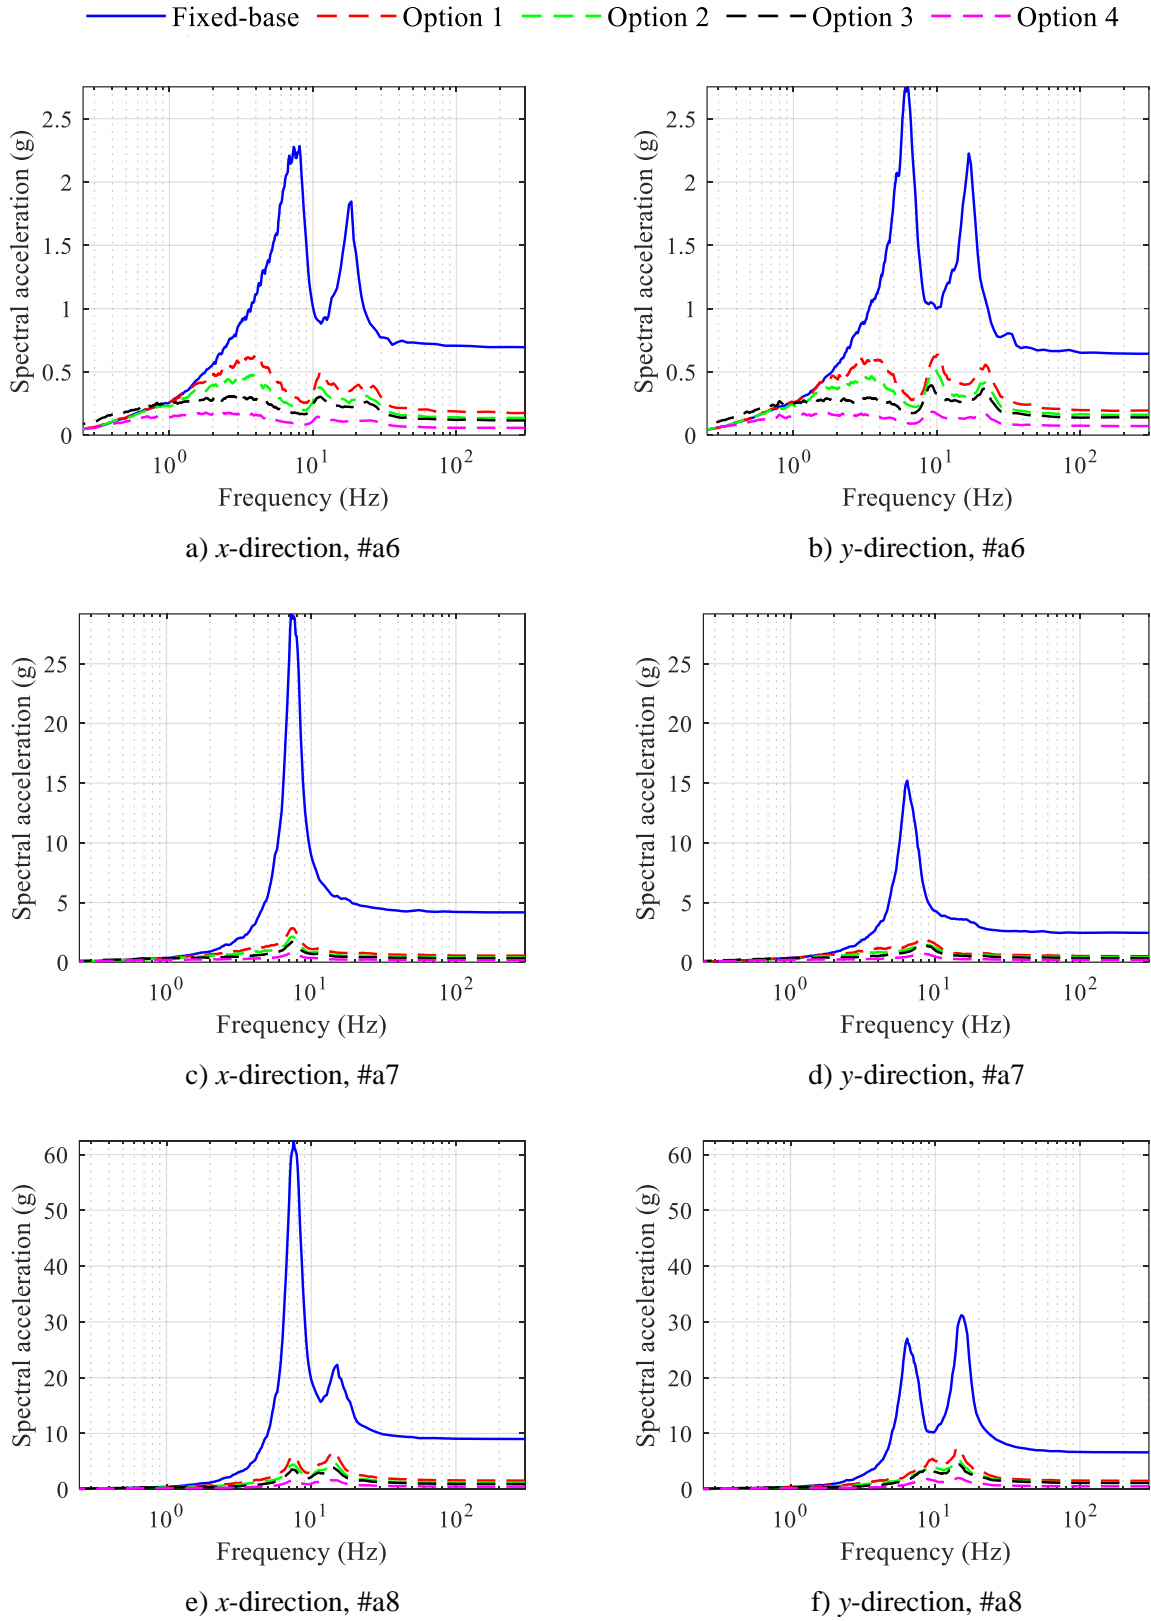 Fixed-base Option 1 Option 2 Option 3 Option 4
2.5 2 1.5 1 0.5 0
Spectral acceleration (g)
10^0 10^1 10^2
Frequency (Hz)
a) x-direction, #a6
2.5 2 1.5 1 0.5 0
Spectral acceleration (g)
10^0 10^1 10^2
Frequency (Hz)
b) y-direction, #a6
25 20 15 10 5 0
Spectral acceleration (g)
10^0 10^1 10^2
Frequency (Hz)
c) x-direction, #a7
25 20 15 10 5 0
Spectral acceleration (g)
10^0 10^1 10^2
Frequency (Hz)
d) y-direction, #a7
60 50 40 30 20 10 0
Spectral acceleration (g)
10^0 10^1 10^2
Frequency (Hz)
e) x-direction, #a8
60 50 40 30 20 10 0
Spectral acceleration (g)
10^0 10^1 10^2
Frequency (Hz)
f) y-direction, #a8